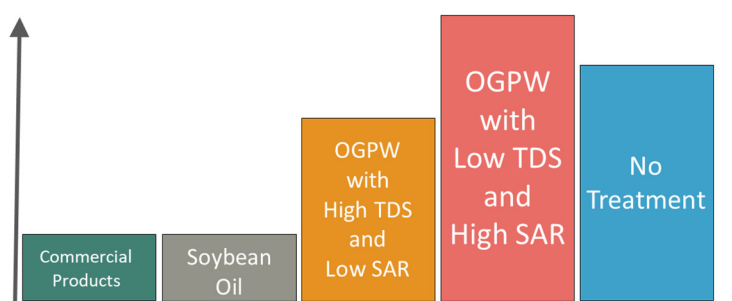 Commercial
Products
Soybean
Oil
OGPW
with
High TDS
and
Low SAR
OGPW
with
Low TDS
and
High SAR
No
Treatment